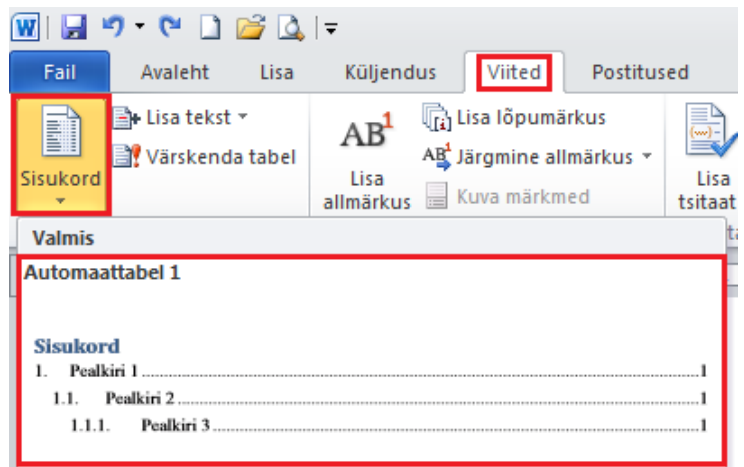 Fail Avaleht Lisa Küljendus Viited Postitused
Sisukord
Lisa tekst
Värskenda tabel
AB1
Lisa
allmärkus
Lisa lõpumärkus
AB1 Järgmine allmärkus
Kuva märkmed
Lisa
tsitaat
Valmis
Automaattabel 1
Sisukord
1. Pealkiri 1 1
1.1. Pealkiri 2 1
1.1.1. Pealkiri 3 1